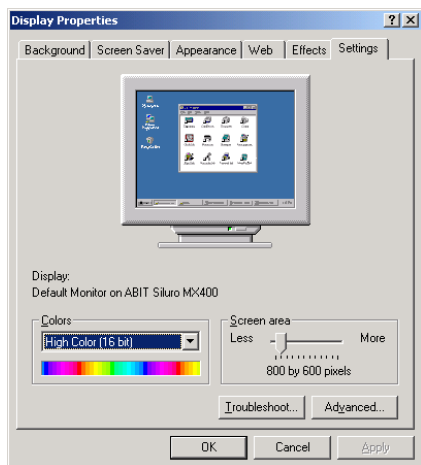 Display Properties
Background Screen Saver Appearance Web Effects Settings
Display:
Default Monitor on ABIT Siluro MX400
Colors
High Color (16 bit)
Screen area
Less More
800 by 600 pixels
Troubleshoot... Advanced...
OK Cancel Apply